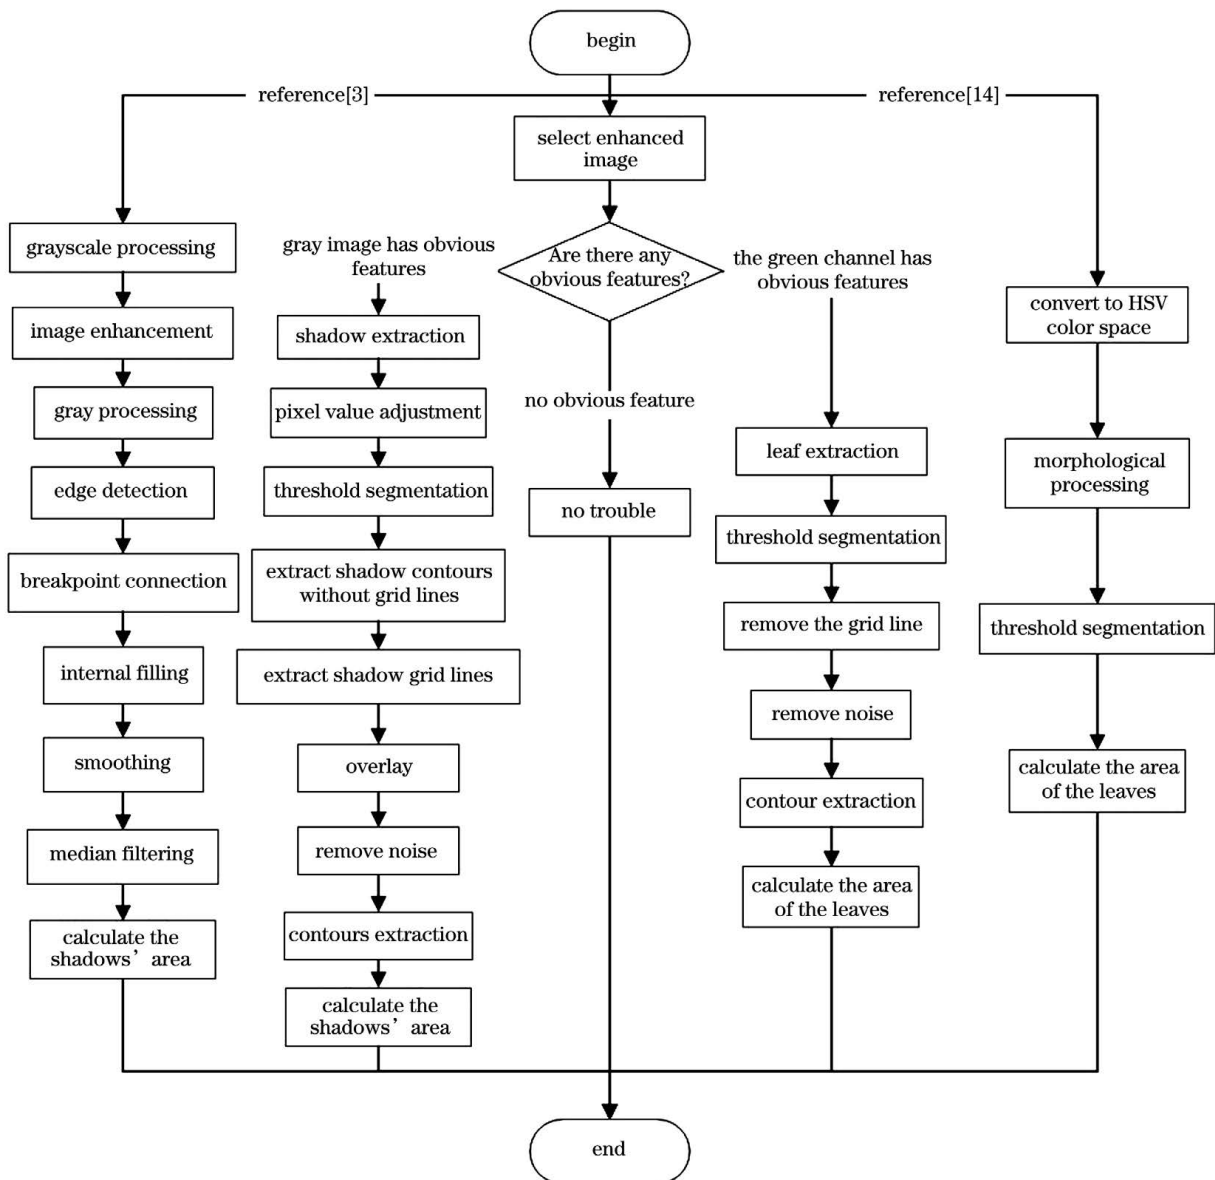 begin
reference[3]
reference[14]
select enhanced
image
grayscale processing
image enhancement
gray processing
edge detection
breakpoint connection
internal filling
smoothing
median filtering
calculate the
shadows’ area
gray image has obvious
features
shadow extraction
pixel value adjustment
threshold segmentation
extract shadow contours
without grid lines
extract shadow grid lines
overlay
remove noise
contours extraction
calculate the
shadows’ area
Are there any
obvious features?
no obvious feature
no trouble
the green channel has
obvious features
leaf extraction
threshold segmentation
remove the grid line
remove noise
contour extraction
calculate the area
of the leaves
convert to HSV
color space
morphological
processing
threshold segmentation
calculate the area
of the leaves
end